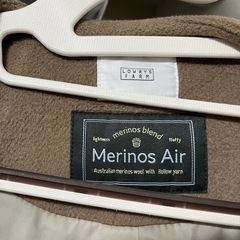 LOWRYS
FARM
merinos blend
lightness fluffy
Merinos Air
Australian merinos wool with Hollow yarn